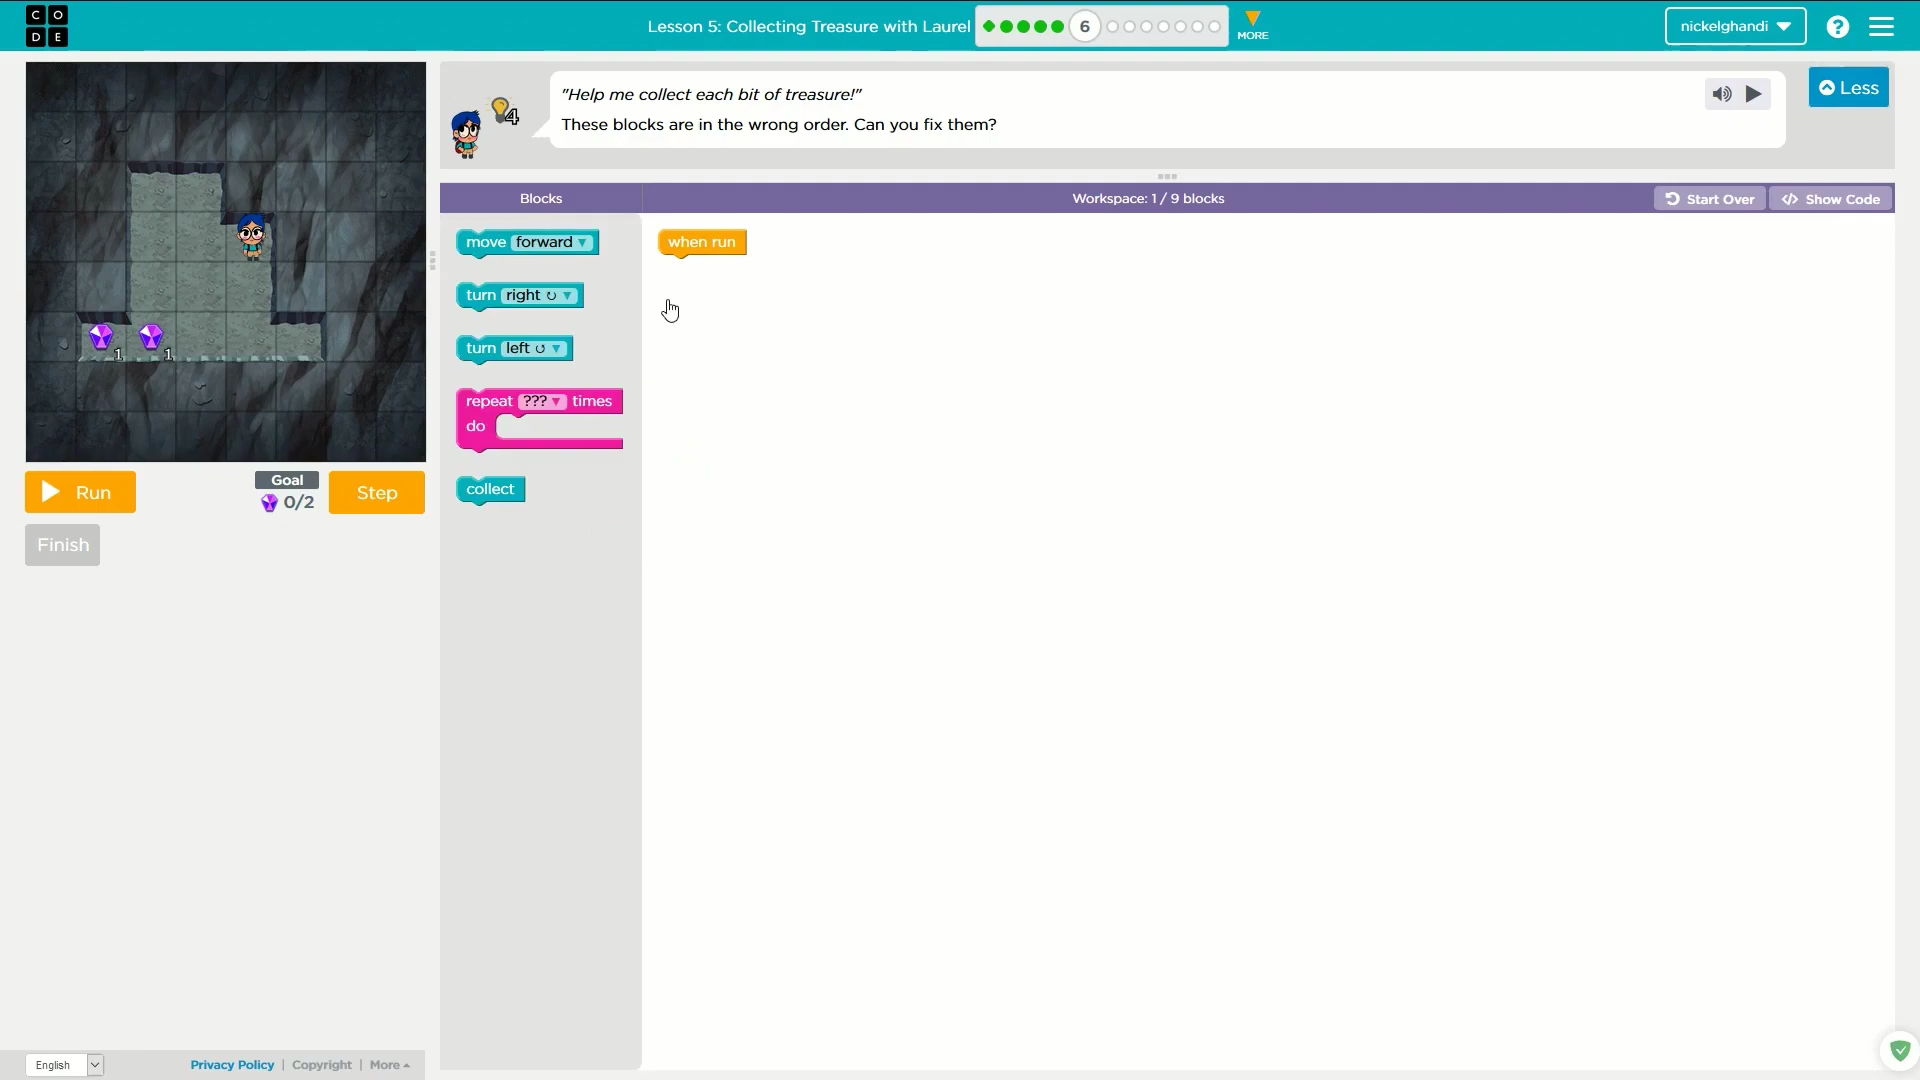 C O
D E
Lesson 5: Collecting Treasure with Laurel
6
MORE
nickelghandi
?
4
"Help me collect each bit of treasure!"
These blocks are in the wrong order. Can you fix them?
Less
Blocks
Workspace: 1 / 9 blocks
Start Over
Show Code
move forward
turn right
turn left
repeat ??? times
do
collect
when run
1
1
Run
Goal
0/2
Step
Finish
English
Privacy Policy | Copyright | More